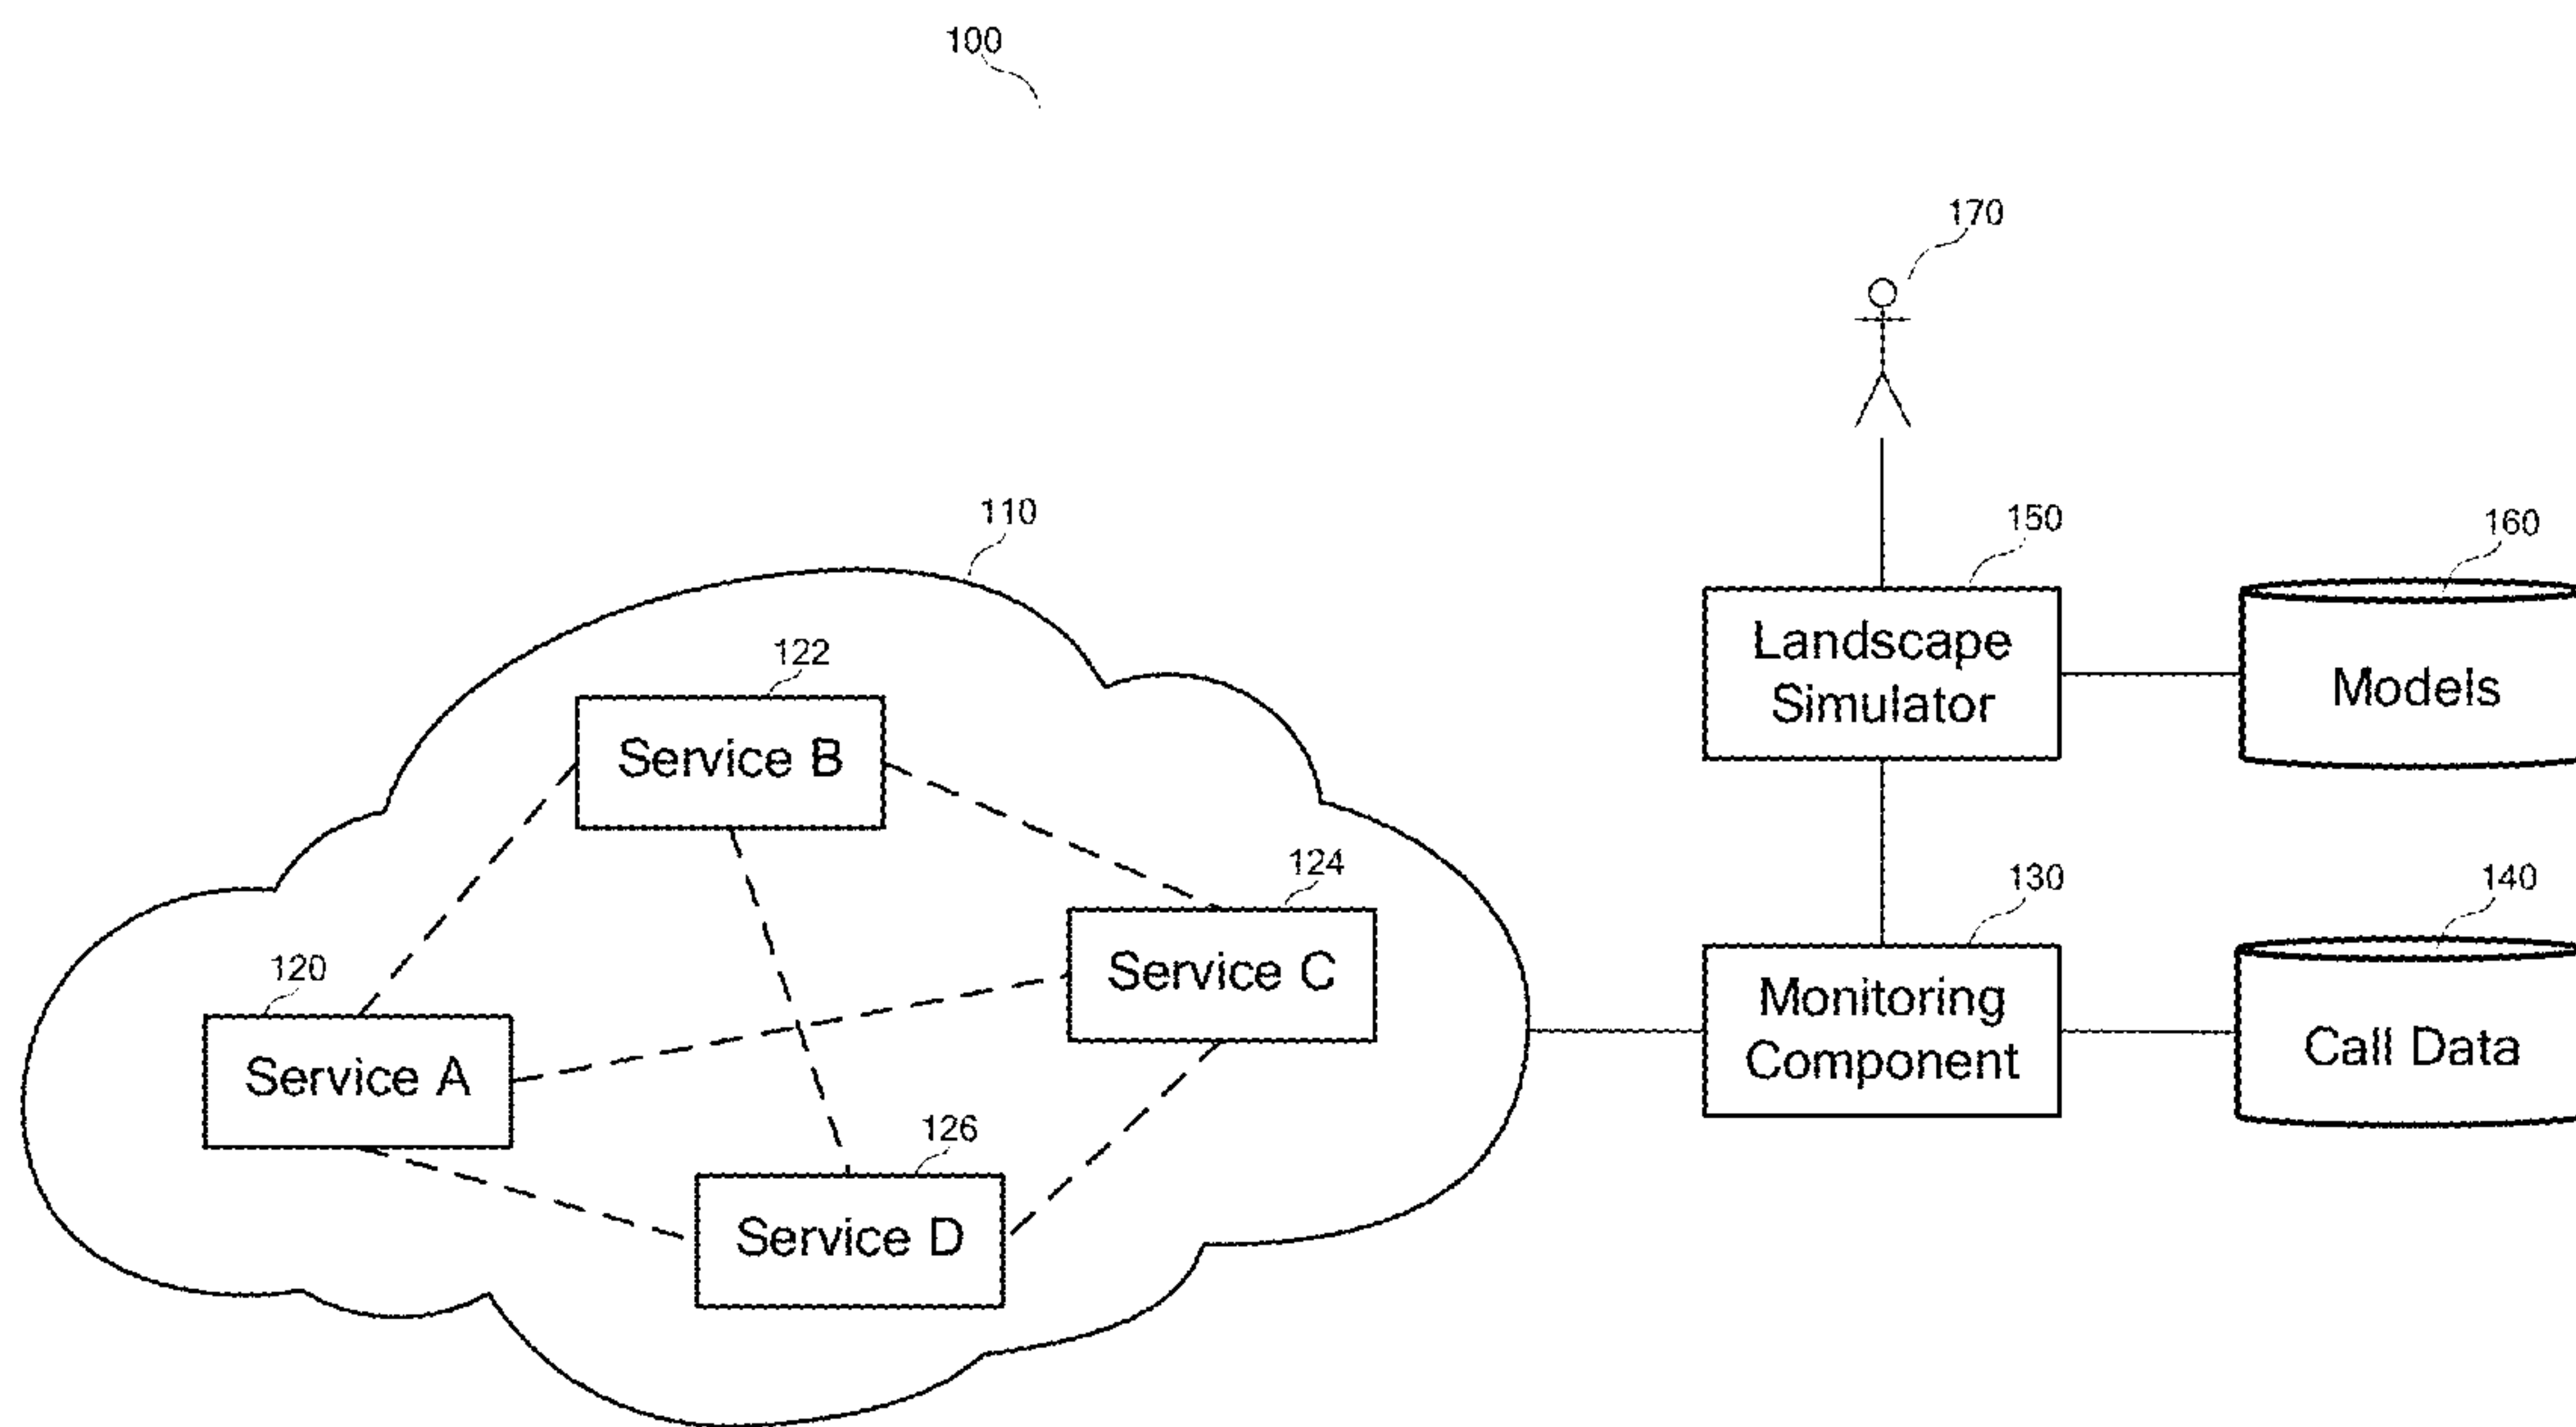 100
170
110
150
160
Landscape
Simulator
Models
122
Service B
124
Service C
130
140
Monitoring
Component
Call Data
120
Service A
126
Service D